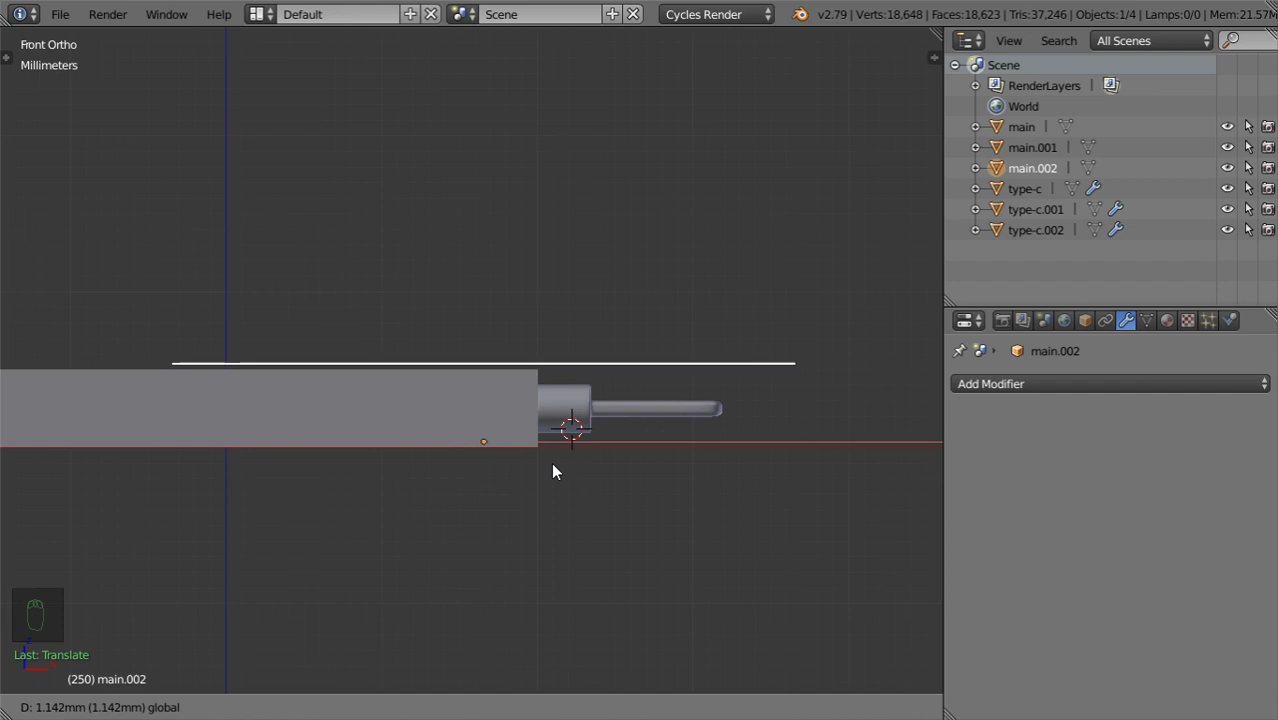 File Render Window Help Default Scene Cycles Render v2.79 | Verts:18,648 | Faces:18,623 | Tris:37,246 | Objects:1/4 | Lamps:0/0 | Mem:21.57M
Front Ortho
Millimeters
View Search All Scenes
Scene
RenderLayers |
World
main |
main.001 |
main.002 |
type-c |
type-c.001 |
type-c.002 |
main.002
Add Modifier
Last: Translate
(250) main.002
D: 1.142mm (1.142mm) global